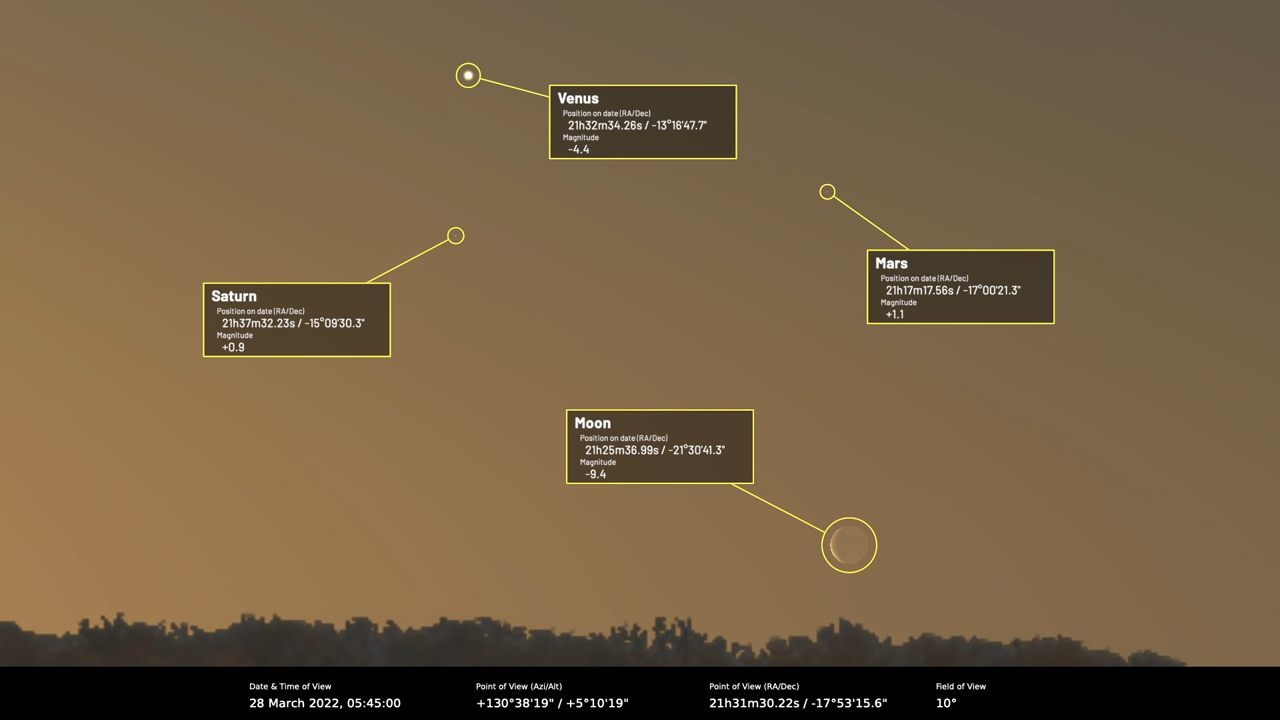 Venus
Position on date (RA/Dec)
21h32m34.26s / -13°16'47.7"
Magnitude
-4.4
Mars
Position on date (RA/Dec)
21h17m17.56s / -17°00'21.3"
Magnitude
+1.1
Saturn
Position on date (RA/Dec)
21h37m32.23s / -15°09'30.3"
Magnitude
+0.9
Moon
Position on date (RA/Dec)
21h25m36.99s / -21°30'41.3"
Magnitude
-9.4
Date & Time of View
28 March 2022, 05:45:00
Point of View (Azi/Alt)
+130°38'19" / +5°10'19"
Point of View (RA/Dec)
21h31m30.22s / -17°53'15.6"
Field of View
10°